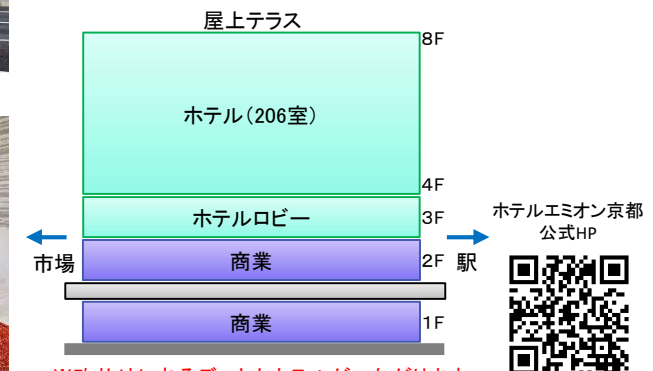 屋上テラス
8F
ホテル（206室）
4F
ホテルロビー
3F
ホテルエミオン京都
公式HP
市場
商業
2F
駅
商業
1F